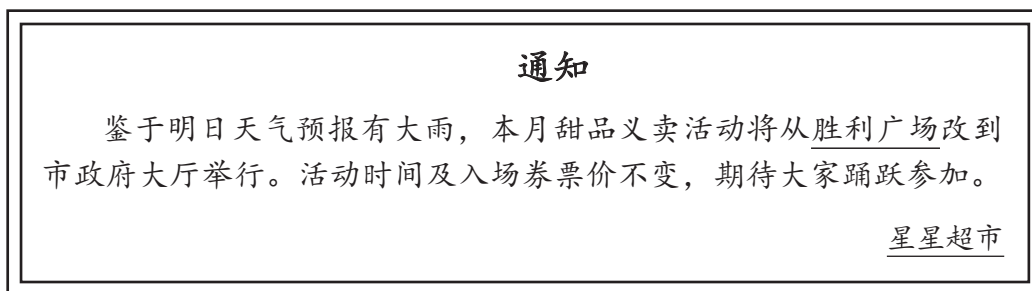 通知
鉴于明日天气预报有大雨，本月甜品义卖活动将从胜利广场改到
市政府大厅举行。活动时间及入场券票价不变，期待大家踊跃参加。
星星超市